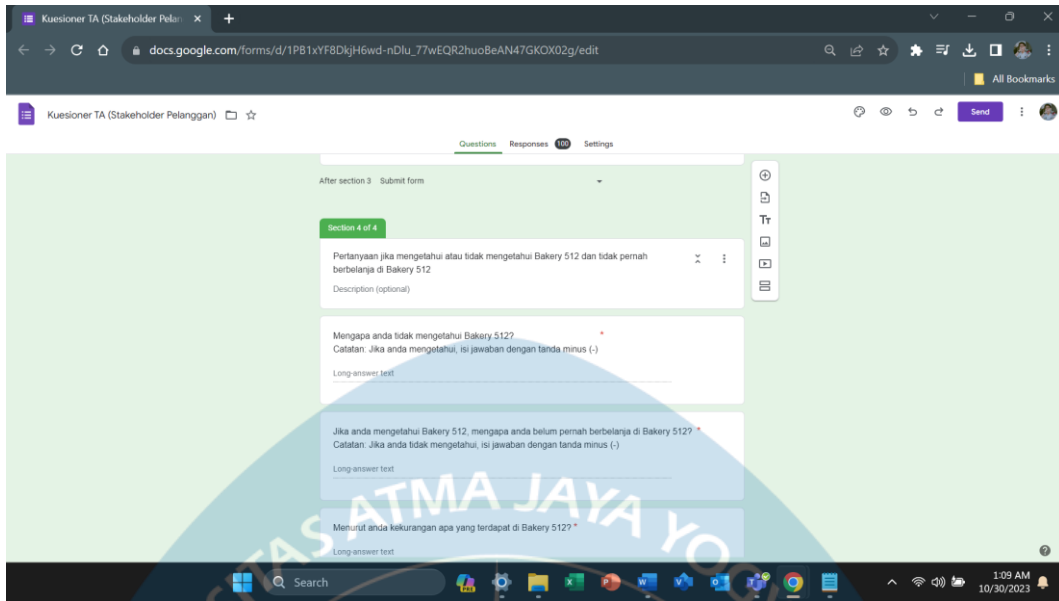 Kuesioner TA (Stakeholder Pelan
docs.google.com/forms/d/1PB1xYF8DkjH6wd-nDlu_77wEQR2huoBeAN47GKOX02g/edit
All Bookmarks
Kuesioner TA (Stakeholder Pelanggan)
Send
Questions Responses 100 Settings
After section 3 Submit form
Section 4 of 4
Pertanyaan jika mengetahui atau tidak mengetahui Bakery 512 dan tidak pernah
berbelanja di Bakery 512
Description (optional)
Mengapa anda tidak mengetahui Bakery 512? *
Catatan: Jika anda mengetahui, isi jawaban dengan tanda minus (-)
Long-answer text
Jika anda mengetahui Bakery 512, mengapa anda belum pernah berbelanja di Bakery 512? *
Catatan: Jika anda tidak mengetahui, isi jawaban dengan tanda minus (-)
Long-answer text
TAS ATMA JAYA YOG
Menurut anda kekurangan apa yang terdapat di Bakery 512? *
Long-answer text
Search
1:09 AM
10/30/2023